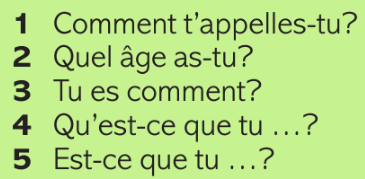 1 Comment t’appelles-tu?
2 Quel âge as-tu?
3 Tu es comment?
4 Qu’est-ce que tu …?
5 Est-ce que tu …?